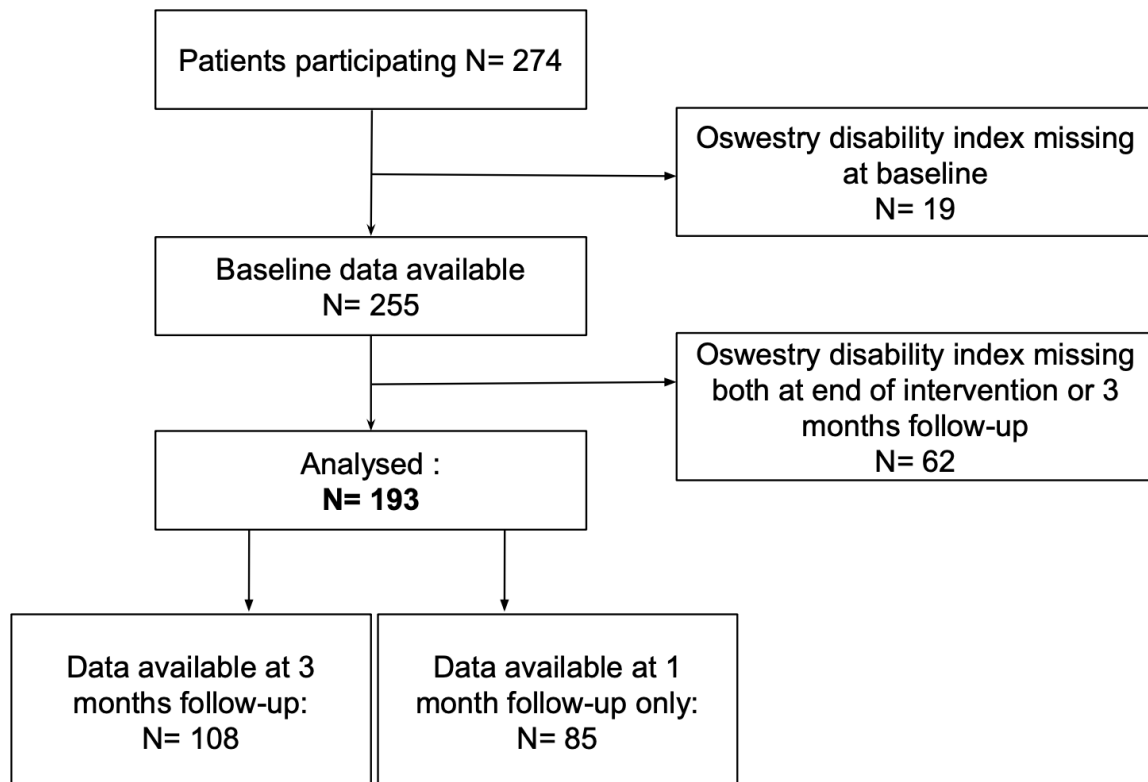 Patients participating N= 274
Oswestry disability index missing
at baseline
N= 19
Baseline data available
N= 255
Oswestry disability index missing
both at end of intervention or 3
months follow-up
N= 62
Analysed :
N= 193
Data available at 3
months follow-up:
N= 108
Data available at 1
month follow-up only:
N= 85